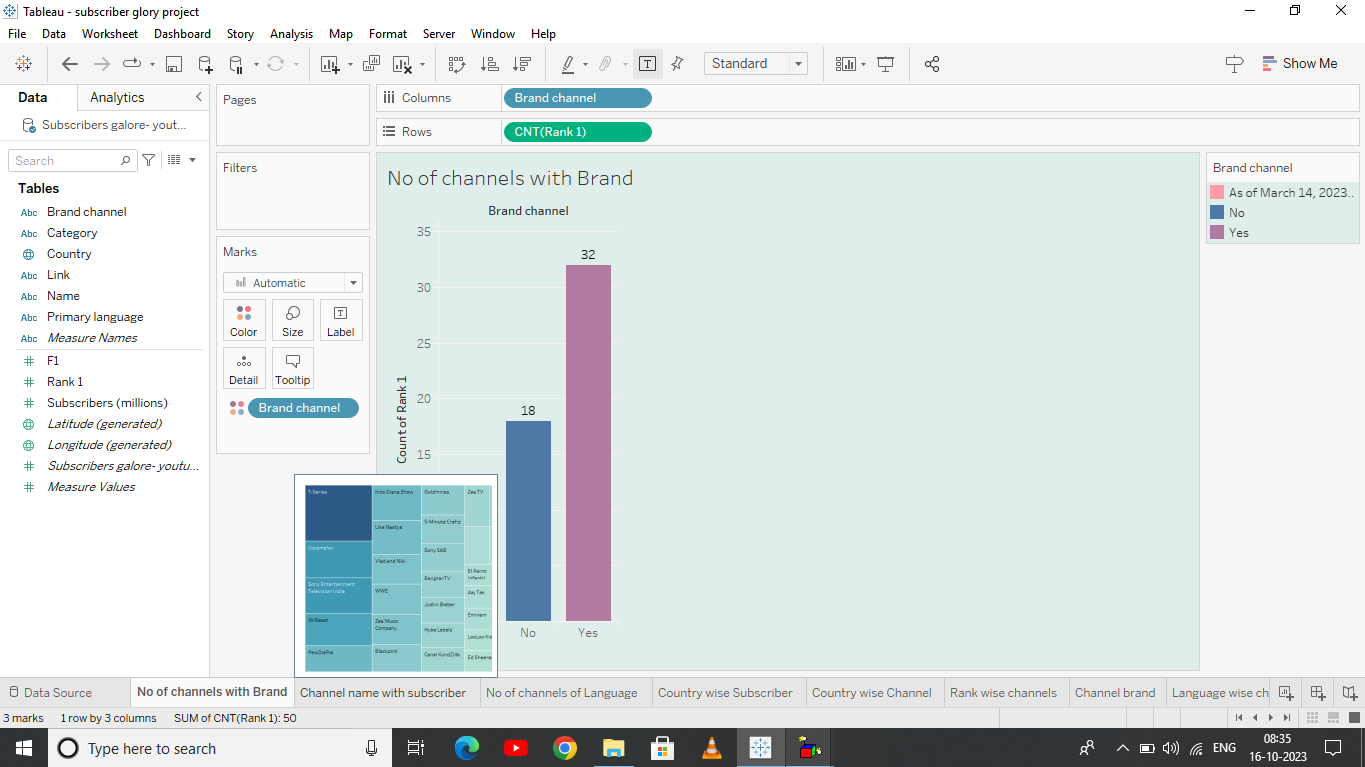 Tableau - subscriber glory project
File Data Worksheet Dashboard Story Analysis Map Format Server Window Help
Standard
Show Me
Data Analytics
Subscribers galore- yout...
Search
Tables
Abc Brand channel
Abc Category
Country
Abc Link
Abc Name
Abc Primary language
Abc Measure Names
F1
Rank 1
Subscribers (millions)
Latitude (generated)
Longitude (generated)
Subscribers galore- youtu...
Measure Values
Pages
Filters
Marks
Automatic
Color Size Label
Detail Tooltip
Brand channel
Columns Brand channel
Rows CNT(Rank 1)
No of channels with Brand
Brand channel
35
32
30
25
20
18
15
Count of Rank 1
No Yes
Brand channel
As of March 14, 2023..
No
Yes
T-Series
Cocomelon
Sony Entertainment
Television India
MrBeast
PewDiePie
Kids Diana Show
Like Nastya
Vlad and Niki
WWE
Zee Music
Company
Blackpink
Goldmines
5-Minute Crafts
Sony SAB
BangtanTV
Justin Bieber
Hybe Labels
Canal KondZilla
Zee TV
El Reino
Infantil
Aaj Tak
Eminem
LooLoo Kid
Ed Sheera
Data Source No of channels with Brand Channel name with subscriber No of channels of Language Country wise Subscriber Country wise Channel Rank wise channels Channel brand Language wise ch
3 marks 1 row by 3 columns SUM of CNT(Rank 1): 50
Type here to search
ENG
08:35
16-10-2023